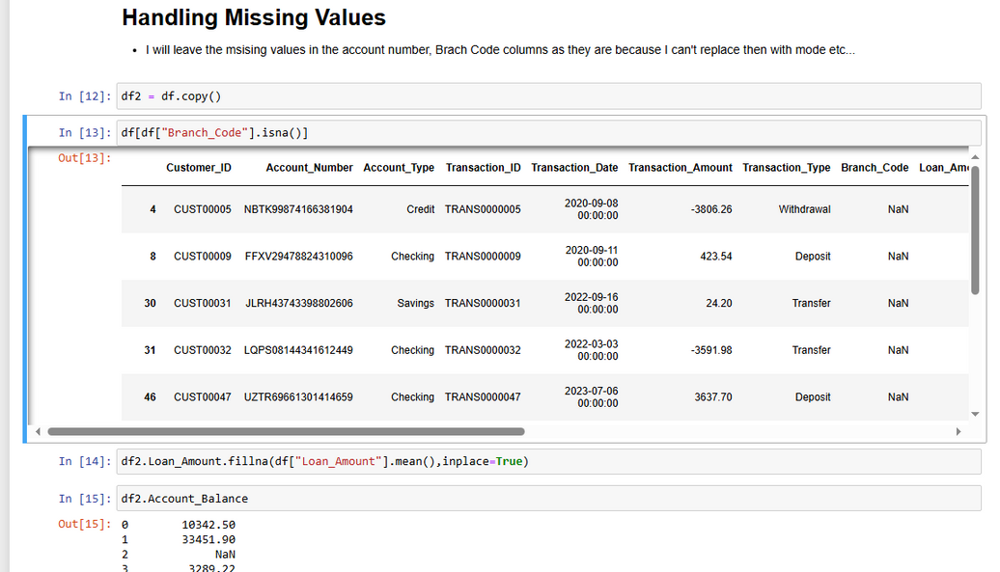 Handling Missing Values
• I will leave the msising values in the account number, Brach Code columns as they are because I can't replace then with mode etc...
In [12]: df2 = df.copy()
In [13]: df[df["Branch_Code"].isna()]
Out[13]:
Customer_ID Account_Number Account_Type Transaction_ID Transaction_Date Transaction_Amount Transaction_Type Branch_Code Loan_Amo
4 CUST00005 NBTK99874166381904 Credit TRANS0000005 2020-09-08 00:00:00 -3806.26 Withdrawal NaN
8 CUST00009 FFXV29478824310096 Checking TRANS0000009 2020-09-11 00:00:00 423.54 Deposit NaN
30 CUST00031 JLRH43743398802606 Savings TRANS0000031 2022-09-16 00:00:00 24.20 Transfer NaN
31 CUST00032 LQPS08144341612449 Checking TRANS0000032 2022-03-03 00:00:00 -3591.98 Transfer NaN
46 CUST00047 UZTR69661301414659 Checking TRANS0000047 2023-07-06 00:00:00 3637.70 Deposit NaN
In [14]: df2.Loan_Amount.fillna(df["Loan_Amount"].mean(),inplace=True)
In [15]: df2.Account_Balance
Out[15]: 0 10342.50
1 33451.90
2 NaN
3 3289.22